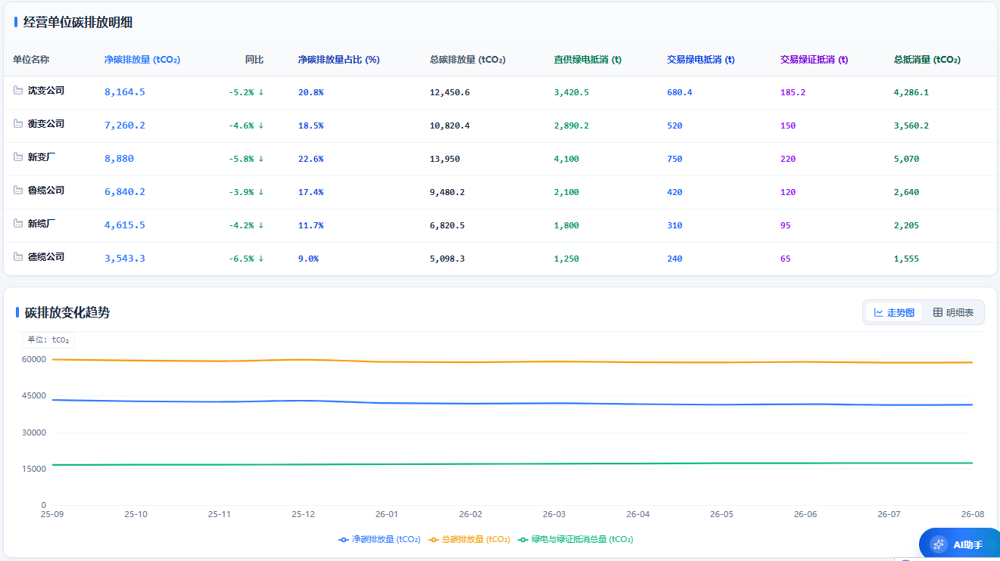 经营单位碳排放明细
单位名称 净碳排放量 (tCO₂) 同比 净碳排放量占比 (%) 总碳排放量 (tCO₂) 直供绿电抵消 (t) 交易绿电抵消 (t) 交易绿证抵消 (t) 总抵消量 (tCO₂)
沈变公司 8,164.5 -5.2% ↓ 20.8% 12,450.6 3,420.5 680.4 185.2 4,286.1
衡变公司 7,260.2 -4.6% ↓ 18.5% 10,820.4 2,890.2 520 150 3,560.2
新变厂 8,880 -5.8% ↓ 22.6% 13,950 4,100 750 220 5,070
鲁缆公司 6,840.2 -3.9% ↓ 17.4% 9,480.2 2,100 420 120 2,640
新缆厂 4,615.5 -4.2% ↓ 11.7% 6,820.5 1,800 310 95 2,205
德缆公司 3,543.3 -6.5% ↓ 9.0% 5,098.3 1,250 240 65 1,555
碳排放变化趋势
走势图 明细表
单位: tCO₂
60000
45000
30000
15000
0
25-09 25-10 25-11 25-12 26-01 26-02 26-03 26-04 26-05 26-06 26-07 26-08
净碳排放量 (tCO₂) 总碳排放量 (tCO₂) 绿电与绿证抵消总量 (tCO₂)
AI助手